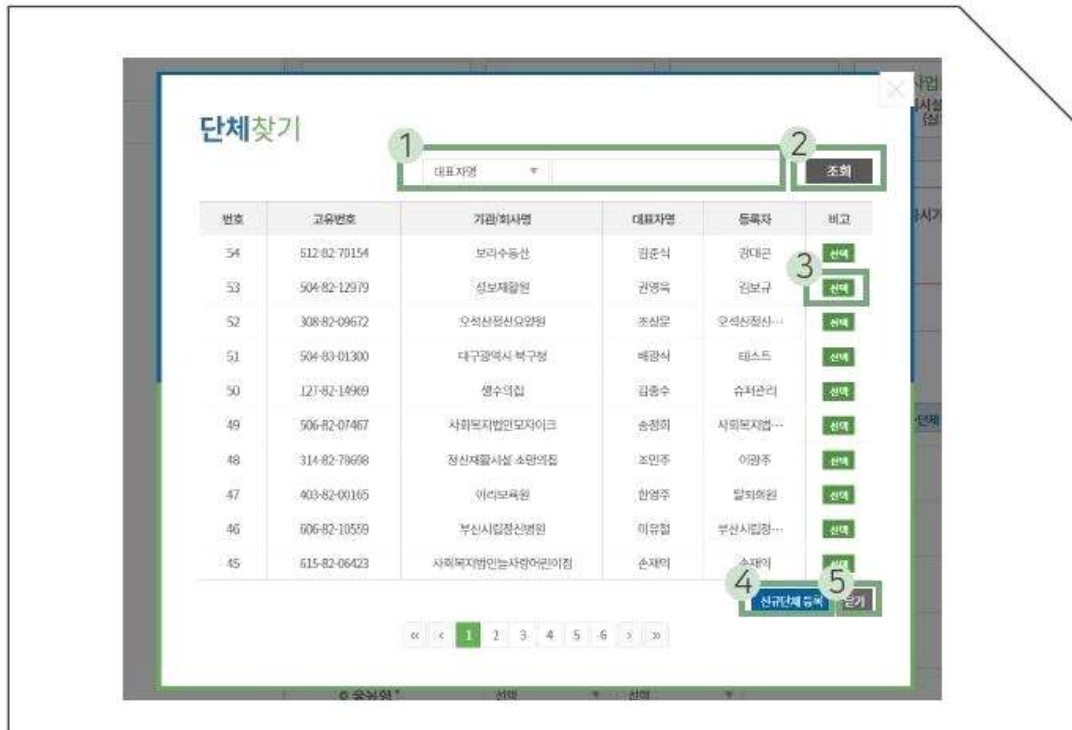 단체찾기
1
2
대표자명
조회
번호 고유번호 기관/회사명 대표자명 등록자 비고
54 612-82-70154 보리수동산 김준식 강대곤 선택
3
53 504-82-12979 성보재활원 권영욱 김보규 선택
52 308-82-09672 오석산정신요양원 조상문 오석산정신… 선택
51 504-83-01300 대구광역시 북구청 배광식 테스트 선택
50 127-82-14969 생수의집 김종수 슈퍼관리 선택
49 506-82-07467 사회복지법인모자이크 송정희 사회복지법… 선택
48 314-82-78698 정신재활시설 소망의집 조민주 이광주 선택
47 403-82-00165 이리보육원 한영주 탈퇴회원 선택
46 606-82-10559 부산시립정신병원 이유철 부산시립정… 선택
45 615-82-06423 사회복지법인늘사랑어린이집 손재익 손재익
4
5
신규단체 등록 닫기
« ‹ 1 2 3 4 5 6 › »
선택 선택